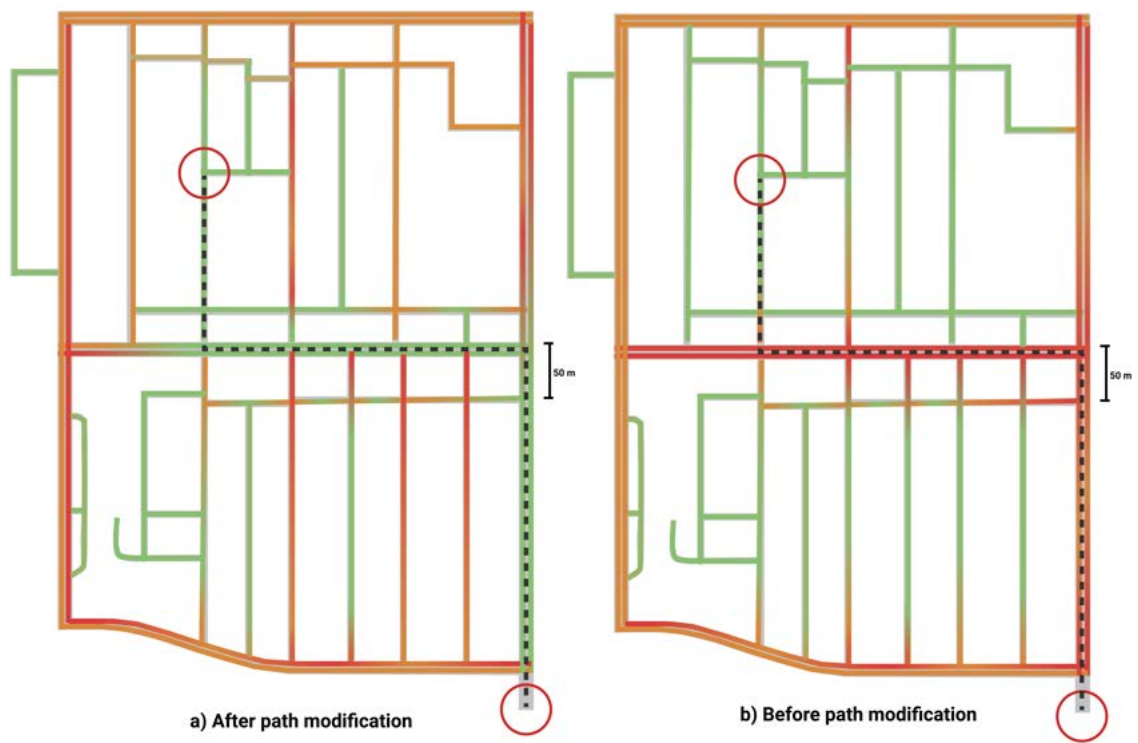 50 m
50 m
a) After path modification
b) Before path modification